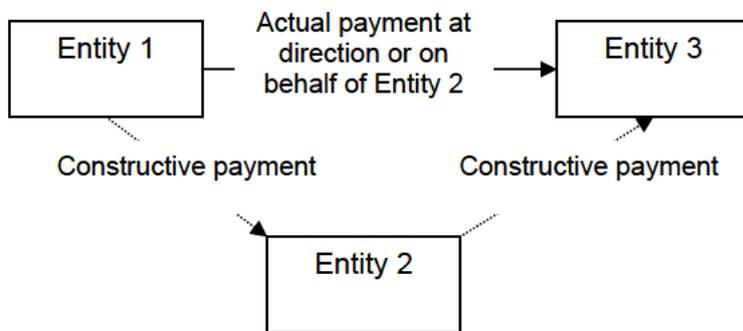 Entity 1
Actual payment at
direction or on
behalf of Entity 2
Entity 3
Constructive payment
Constructive payment
Entity 2